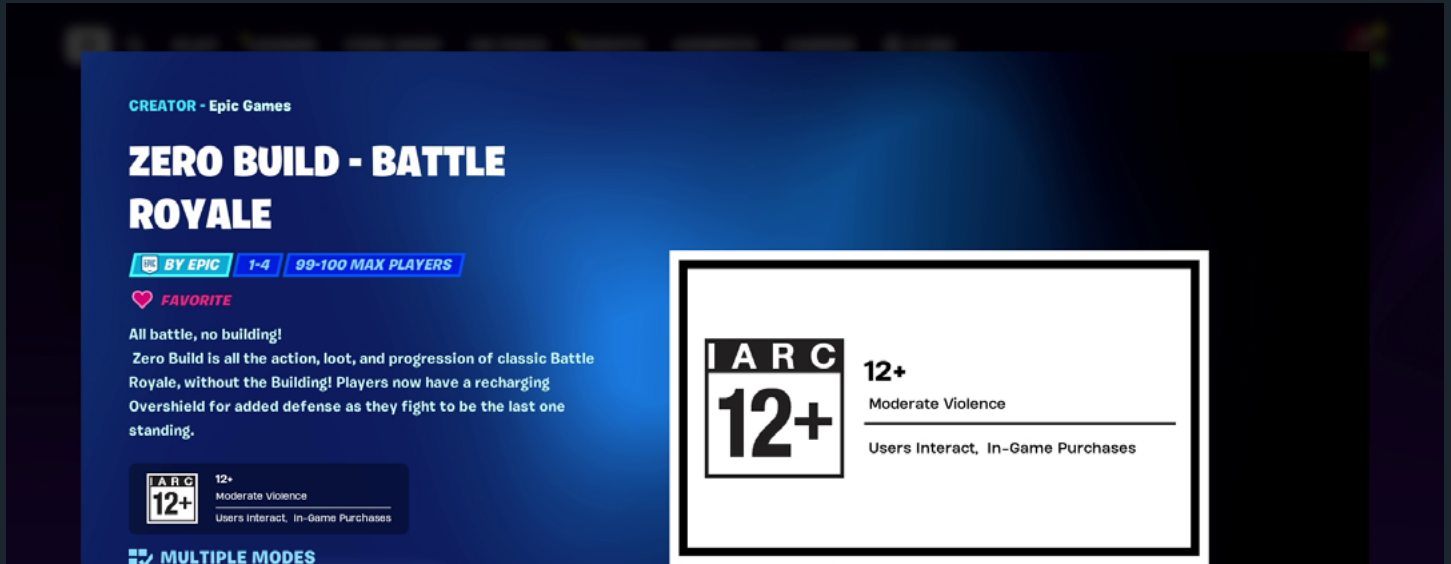 CREATOR - Epic Games
ZERO BUILD - BATTLE
ROYALE
EPIC BY EPIC 1-4 99-100 MAX PLAYERS
FAVORITE
All battle, no building!
Zero Build is all the action, loot, and progression of classic Battle
Royale, without the Building! Players now have a recharging
Overshield for added defense as they fight to be the last one
standing.
IARC
12+
12+
Moderate Violence
Users Interact, In-Game Purchases
MULTIPLE MODES
IARC
12+
12+
Moderate Violence
Users Interact, In-Game Purchases